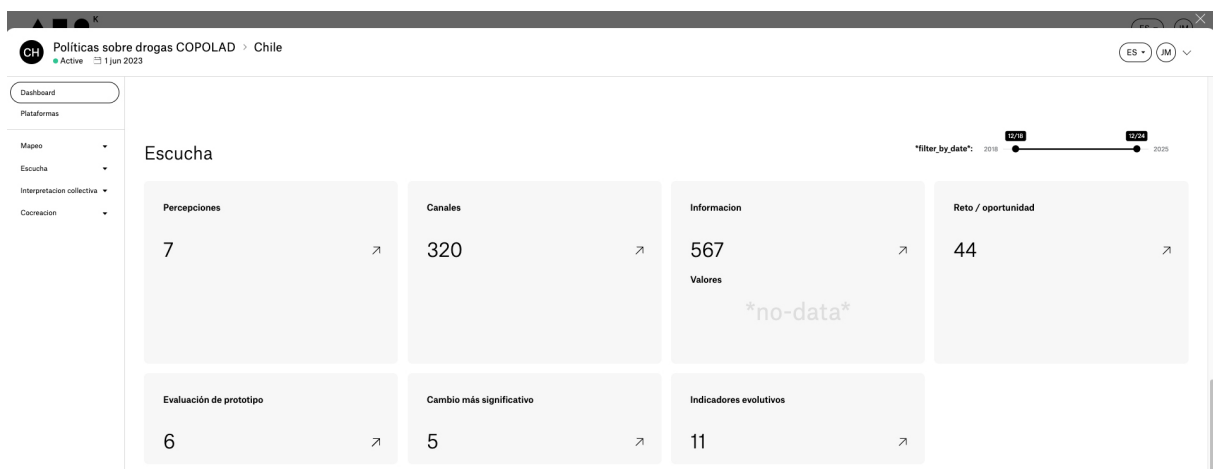 K
CH
Políticas sobre drogas COPOLAD > Chile
Active 1 jun 2023
ES
JM
Dashboard
Plataformas
Mapeo
Escucha
Interpretacion collectiva
Cocreacion
Escucha
*filter_by_date*: 2018 12/18 12/24 2025
Percepciones
7
Canales
320
Informacion
567
Valores
*no-data*
Reto / oportunidad
44
Evaluación de prototipo
6
Cambio más significativo
5
Indicadores evolutivos
11